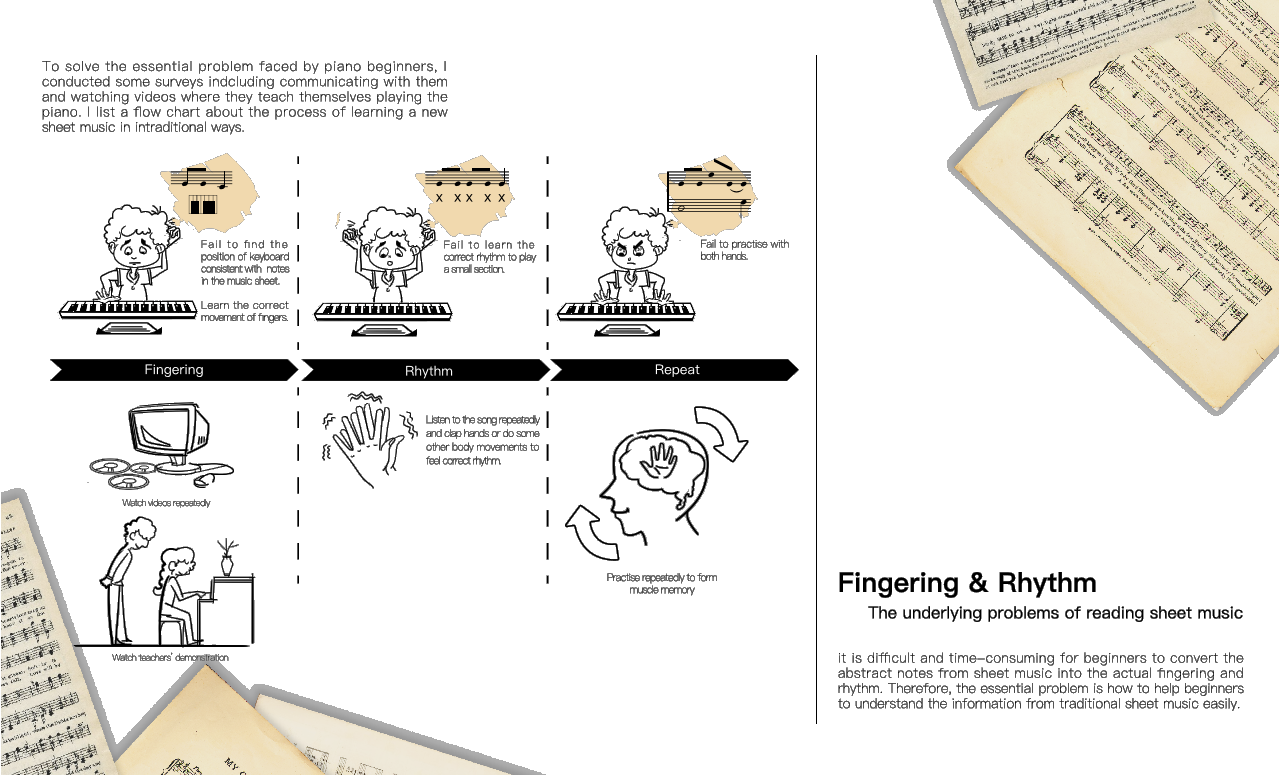 To solve the essential problem faced by piano beginners, I
conducted some surveys indcluding communicating with them
and watching videos where they teach themselves playing the
piano. I list a flow chart about the process of learning a new
sheet music in intraditional ways.
Fail to find the
position of keyboard
consistent with notes
in the music sheet.
Learn the correct
movement of fingers.
X X X X X
Fail to learn the
correct rhythm to play
a small section.
Fail to practise with
both hands.
Fingering
Rhythm
Repeat
Watch videos repeatedly
Watch teachers' demonstration
Listen to the song repeatedly
and clap hands or do some
other body movements to
feel correct rhythm.
Practise repeatedly to form
muscle memory
Fingering & Rhythm
The underlying problems of reading sheet music
it is difficult and time-consuming for beginners to convert the
abstract notes from sheet music into the actual fingering and
rhythm. Therefore, the essential problem is how to help beginners
to understand the information from traditional sheet music easily.
MY